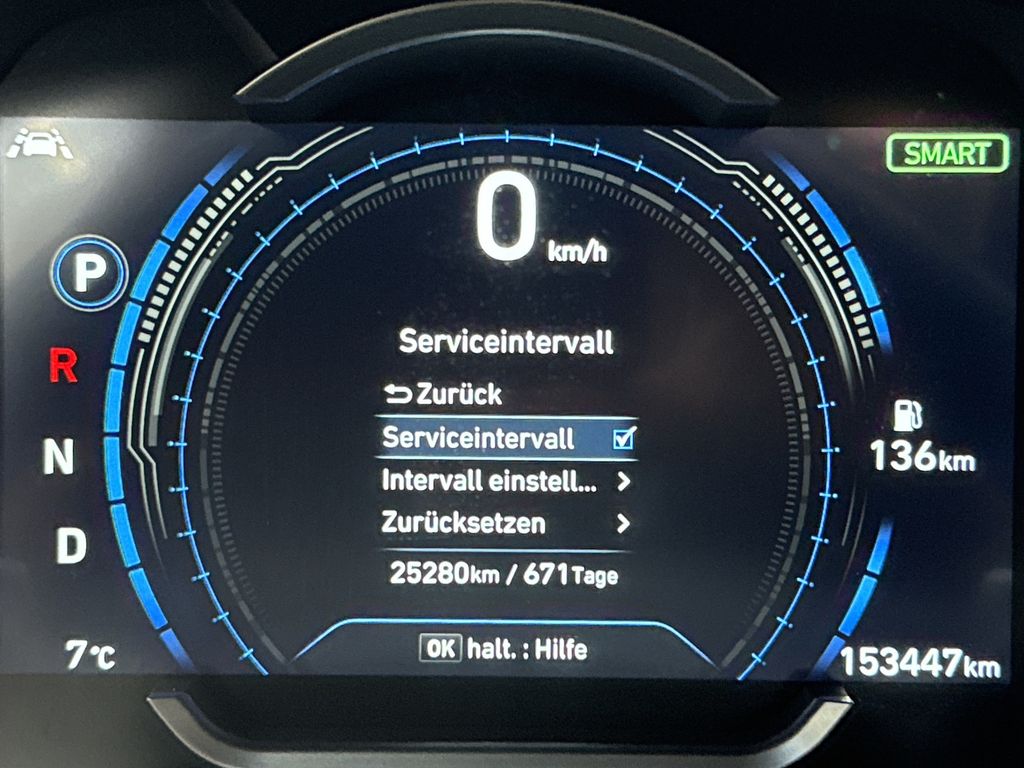 SMART
0 km/h
P
R
N
D
Serviceintervall
Zurück
Serviceintervall
Intervall einstell...
Zurücksetzen
25280km / 671Tage
136km
OK halt. : Hilfe
7°C
153447km